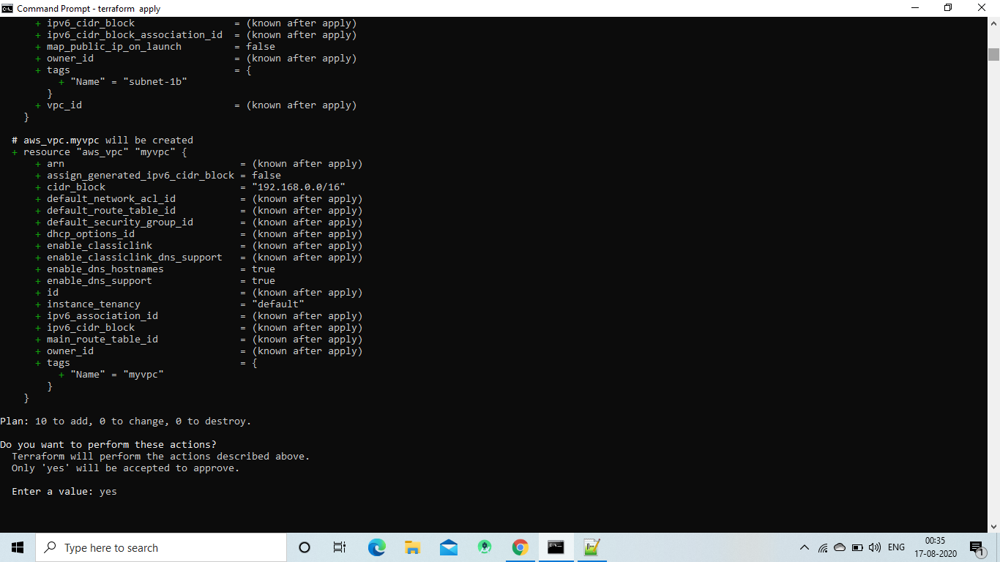 Command Prompt - terraform  apply
      + ipv6_cidr_block                 = (known after apply)
      + ipv6_cidr_block_association_id  = (known after apply)
      + map_public_ip_on_launch         = false
      + owner_id                        = (known after apply)
      + tags                            = {
          + "Name" = "subnet-1b"
        }
      + vpc_id                          = (known after apply)
    }
  # aws_vpc.myvpc will be created
  + resource "aws_vpc" "myvpc" {
      + arn                              = (known after apply)
      + assign_generated_ipv6_cidr_block = false
      + cidr_block                       = "192.168.0.0/16"
      + default_network_acl_id           = (known after apply)
      + default_route_table_id           = (known after apply)
      + default_security_group_id        = (known after apply)
      + dhcp_options_id                  = (known after apply)
      + enable_classiclink               = (known after apply)
      + enable_classiclink_dns_support   = (known after apply)
      + enable_dns_hostnames             = true
      + enable_dns_support               = true
      + id                               = (known after apply)
      + instance_tenancy                 = "default"
      + ipv6_association_id              = (known after apply)
      + ipv6_cidr_block                  = (known after apply)
      + main_route_table_id              = (known after apply)
      + owner_id                         = (known after apply)
      + tags                             = {
          + "Name" = "myvpc"
        }
    }
Plan: 10 to add, 0 to change, 0 to destroy.
Do you want to perform these actions?
  Terraform will perform the actions described above.
  Only 'yes' will be accepted to approve.
  Enter a value: yes
Type here to search
ENG
00:35
17-08-2020
1